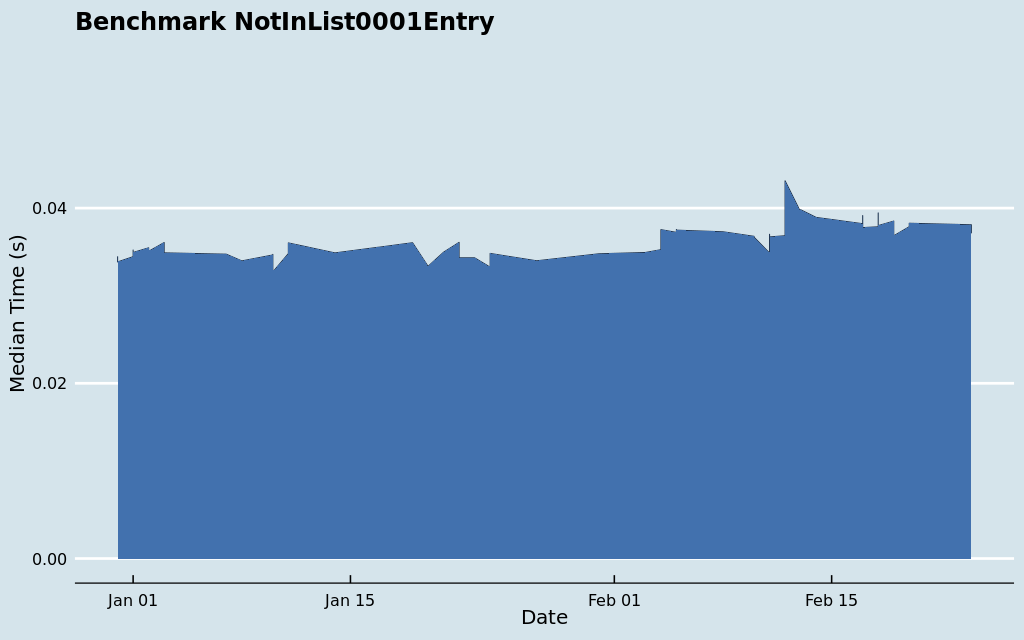 Benchmark NotInList0001Entry
Median Time (s)
0.04
0.02
0.00
Jan 01
Jan 15
Feb 01
Feb 15
Date